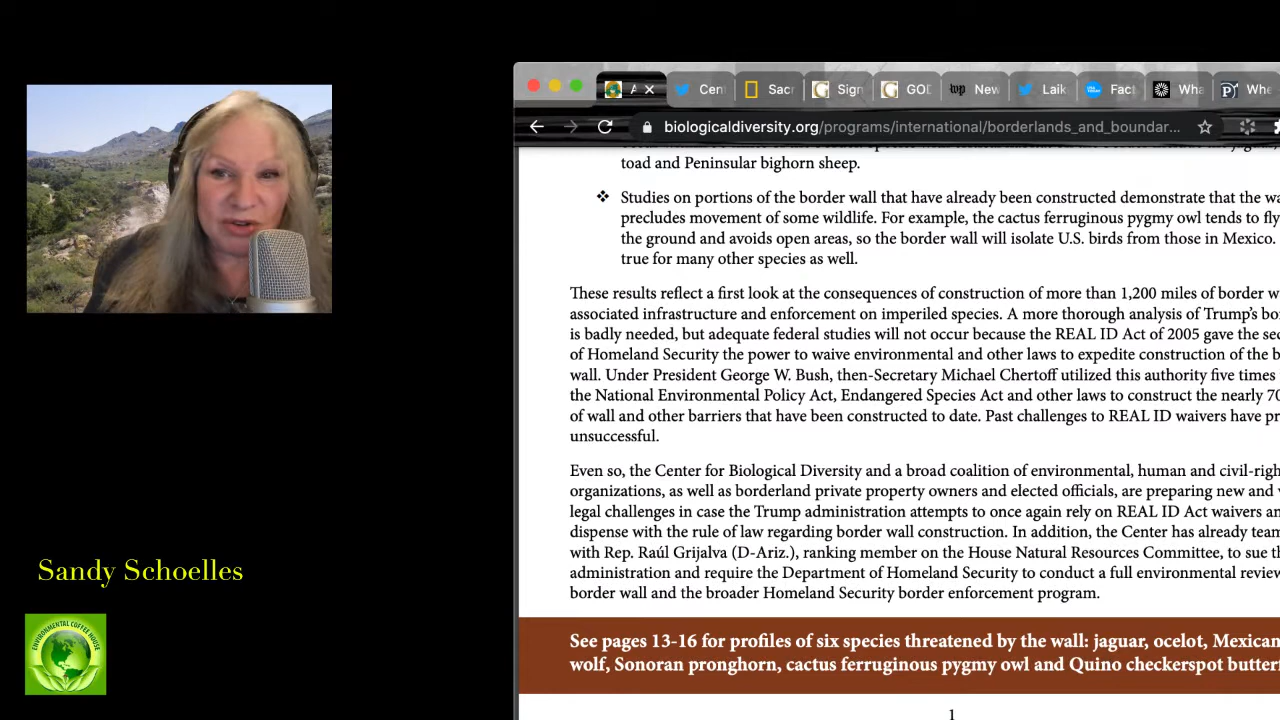 A
Cen
Sacr
Sign
GOD
New
Laik
Fact
Wha
Whe
biologicaldiversity.org/programs/international/borderlands_and_boundar...
toad and Peninsular bighorn sheep.
❖ Studies on portions of the border wall that have already been constructed demonstrate that the wa
precludes movement of some wildlife. For example, the cactus ferruginous pygmy owl tends to fly
the ground and avoids open areas, so the border wall will isolate U.S. birds from those in Mexico.
true for many other species as well.
These results reflect a first look at the consequences of construction of more than 1,200 miles of border w
associated infrastructure and enforcement on imperiled species. A more thorough analysis of Trump's bor
is badly needed, but adequate federal studies will not occur because the REAL ID Act of 2005 gave the sec
of Homeland Security the power to waive environmental and other laws to expedite construction of the b
wall. Under President George W. Bush, then-Secretary Michael Chertoff utilized this authority five times
the National Environmental Policy Act, Endangered Species Act and other laws to construct the nearly 70
of wall and other barriers that have been constructed to date. Past challenges to REAL ID waivers have pr
unsuccessful.
Even so, the Center for Biological Diversity and a broad coalition of environmental, human and civil-righ
organizations, as well as borderland private property owners and elected officials, are preparing new and
legal challenges in case the Trump administration attempts to once again rely on REAL ID Act waivers an
dispense with the rule of law regarding border wall construction. In addition, the Center has already team
with Rep. Raúl Grijalva (D-Ariz.), ranking member on the House Natural Resources Committee, to sue th
administration and require the Department of Homeland Security to conduct a full environmental review
border wall and the broader Homeland Security border enforcement program.
See pages 13-16 for profiles of six species threatened by the wall: jaguar, ocelot, Mexican
wolf, Sonoran pronghorn, cactus ferruginous pygmy owl and Quino checkerspot butter
1
Sandy Schoelles
ENVIRONMENTAL COFFEE HOUSE